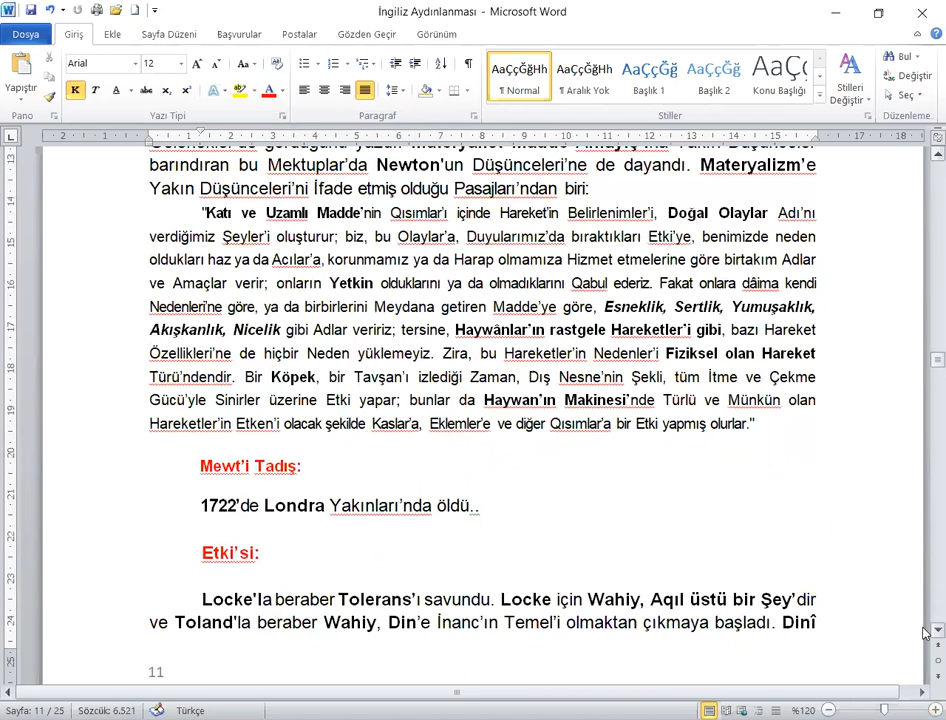 İngiliz Aydınlanması - Microsoft Word
Dosya Giriş Ekle Sayfa Düzeni Başvurular Postalar Gözden Geçir Görünüm
Arial 12
AaÇçĞğHh AaÇçĞğHh AaÇçĞğ AaÇçĞğ AaÇç
¶ Normal ¶ Aralık Yok Başlık 1 Başlık 2 Konu Başlığı
Yapıştır
Stilleri Değiştir
Bul
Değiştir
Seç
Pano Yazı Tipi Paragraf Stiller Düzenleme
barındıran bu Mektuplar’da Newton'un Düşünceleri’ne de dayandı. Materyalizm’e
Yakın Düşünceleri’ni İfade etmiş olduğu Pasajları’ndan biri:
"Katı ve Uzamlı Madde’nin Qısımlar’ı içinde Hareket’in Belirlenimler’i, Doğal Olaylar Adı’nı
verdiğimiz Şeyler’i oluşturur; biz, bu Olaylar’a, Duyularımız’da bıraktıkları Etki’ye, benimizde neden
oldukları haz ya da Acılar’a, korunmamız ya da Harap olmamıza Hizmet etmelerine göre birtakım Adlar
ve Amaçlar verir; onların Yetkin olduklarını ya da olmadıklarını Qabul ederiz. Fakat onlara dâima kendi
Nedenleri’ne göre, ya da birbirlerini Meydana getiren Madde’ye göre, Esneklik, Sertlik, Yumuşaklık,
Akışkanlık, Nicelik gibi Adlar veririz; tersine, Haywânlar’ın rastgele Hareketler’i gibi, bazı Hareket
Özellikleri’ne de hiçbir Neden yüklemeyiz. Zira, bu Hareketler’in Nedenler’i Fiziksel olan Hareket
Türü’ndendir. Bir Köpek, bir Tavşan’ı izlediği Zaman, Dış Nesne’nin Şekli, tüm İtme ve Çekme
Gücü’yle Sinirler üzerine Etki yapar; bunlar da Haywan’ın Makinesi’nde Türlü ve Münkün olan
Hareketler’in Etken’i olacak şekilde Kaslar’a, Eklemler’e ve diğer Qısımlar’a bir Etki yapmış olurlar."
Mewt’i Tadış:
1722’de Londra Yakınları’nda öldü..
Etki’si:
Locke'la beraber Tolerans’ı savundu. Locke için Wahiy, Aqıl üstü bir Şey’dir
ve Toland'la beraber Wahiy, Din’e İnanc’ın Temel’i olmaktan çıkmaya başladı. Dinî
11
Sayfa: 11 / 25 Sözcük: 6.521 Türkçe %120